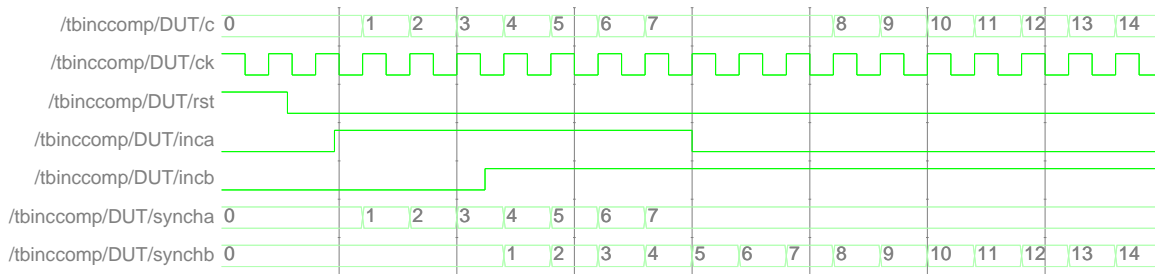 /tbinccomp/DUT/c 0 1 2 3 4 5 6 7 8 9 10 11 12 13 14
/tbinccomp/DUT/ck
/tbinccomp/DUT/rst
/tbinccomp/DUT/inca
/tbinccomp/DUT/incb
/tbinccomp/DUT/syncha 0 1 2 3 4 5 6 7
/tbinccomp/DUT/synchb 0 1 2 3 4 5 6 7 8 9 10 11 12 13 14